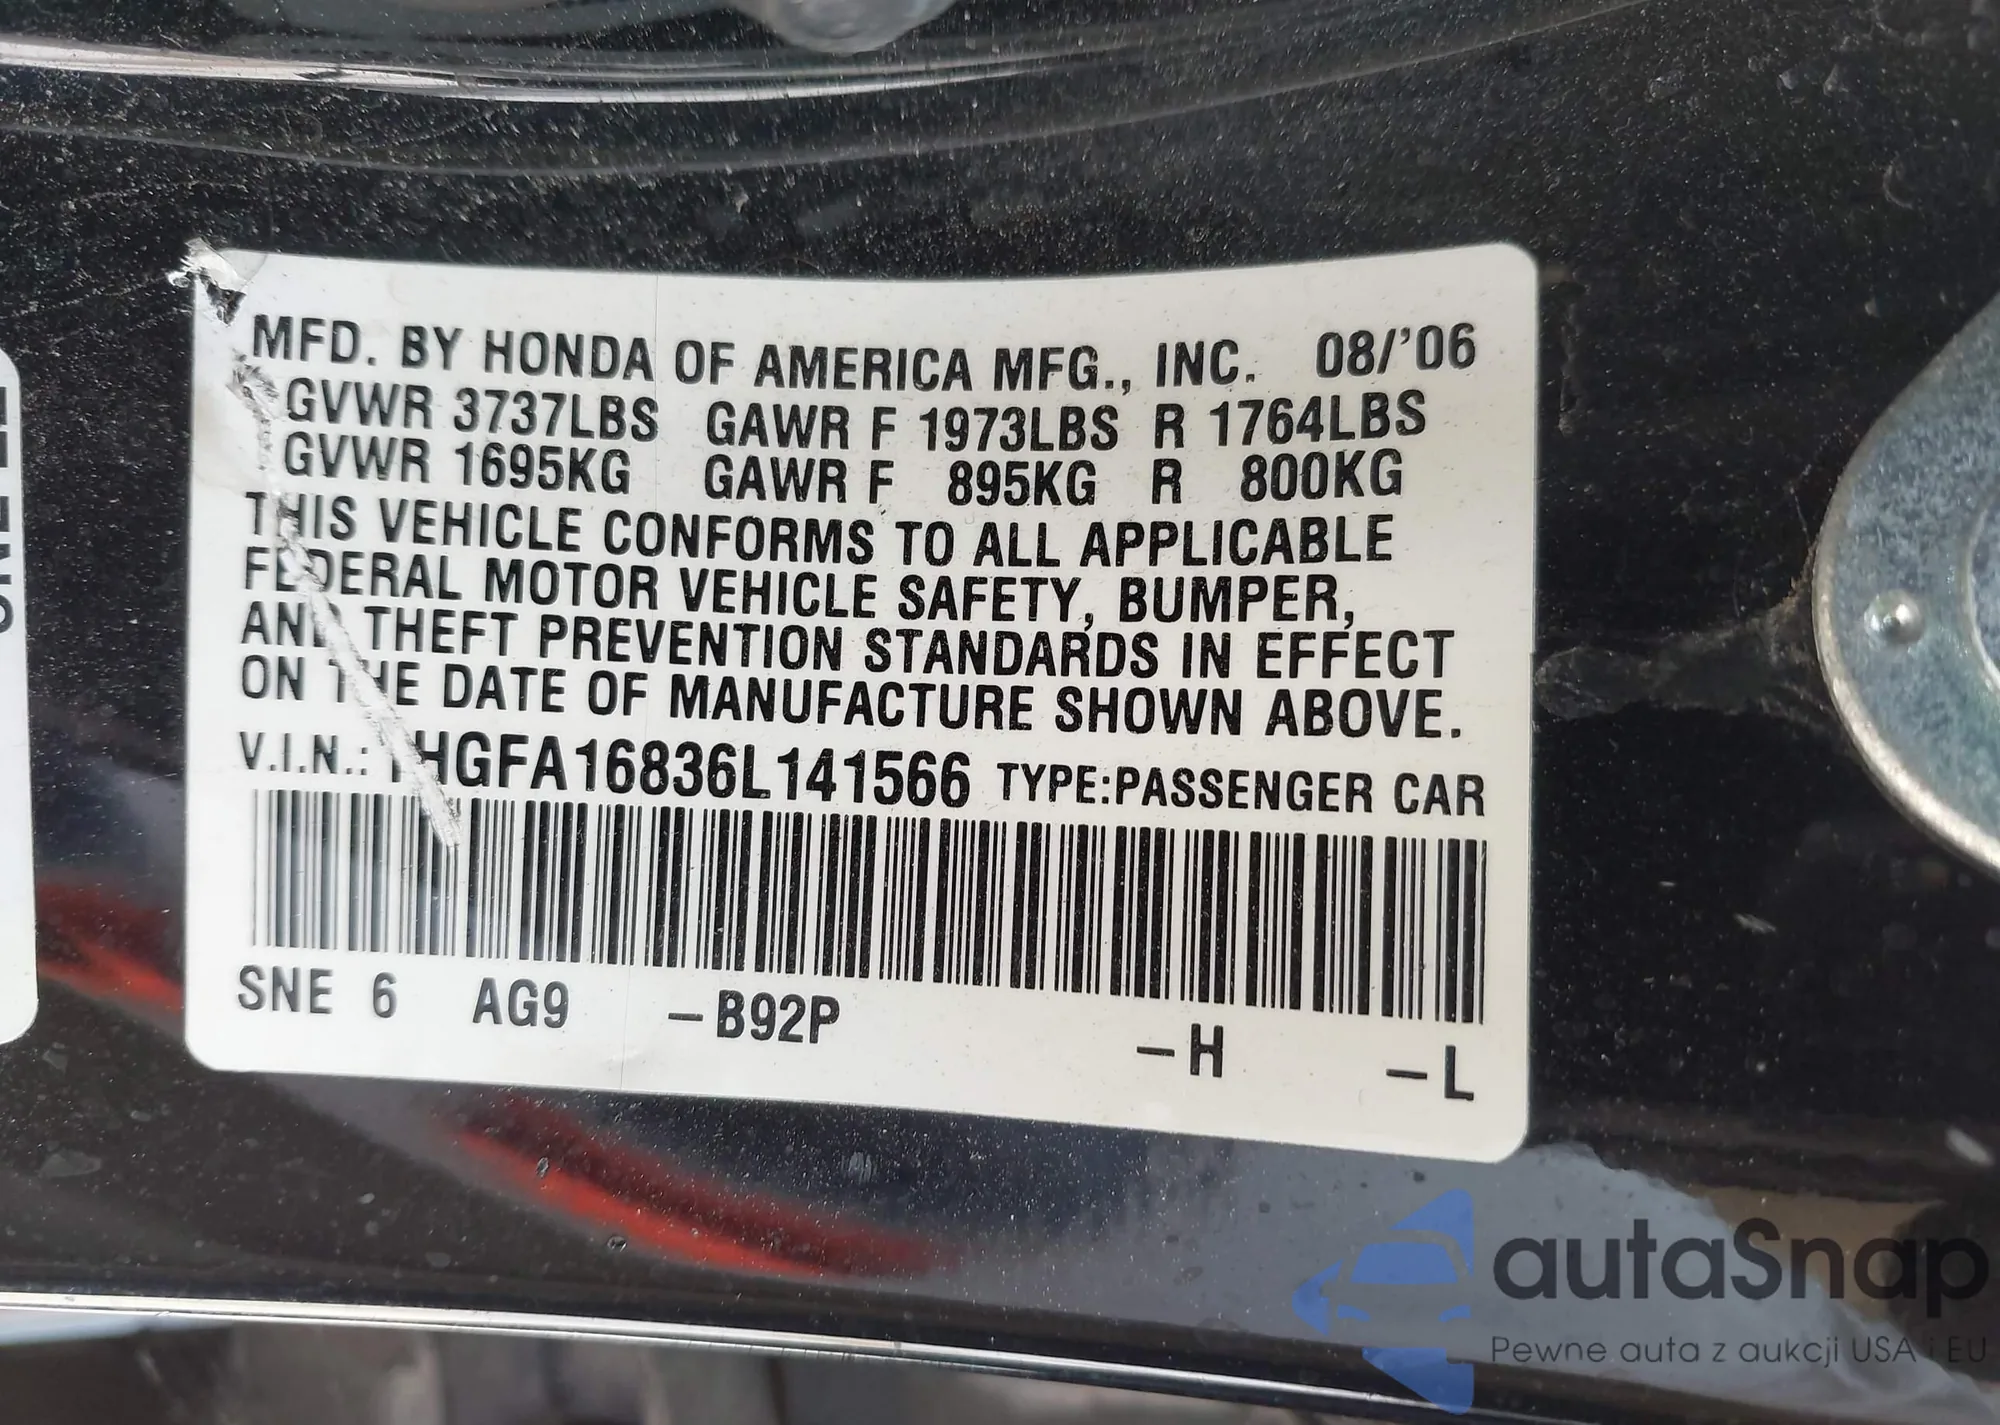 MFD. BY HONDA OF AMERICA MFG., INC. 08/'06
GVWR 3737LBS GAWR F 1973LBS R 1764LBS
GVWR 1695KG GAWR F 895KG R 800KG
THIS VEHICLE CONFORMS TO ALL APPLICABLE
FEDERAL MOTOR VEHICLE SAFETY, BUMPER,
AND THEFT PREVENTION STANDARDS IN EFFECT
ON THE DATE OF MANUFACTURE SHOWN ABOVE.
V.I.N.: 1HGFA16836L141566 TYPE:PASSENGER CAR
SNE 6 AG9 -B92P -H -L
autaSnap
Pewne auta z aukcji USA i EU